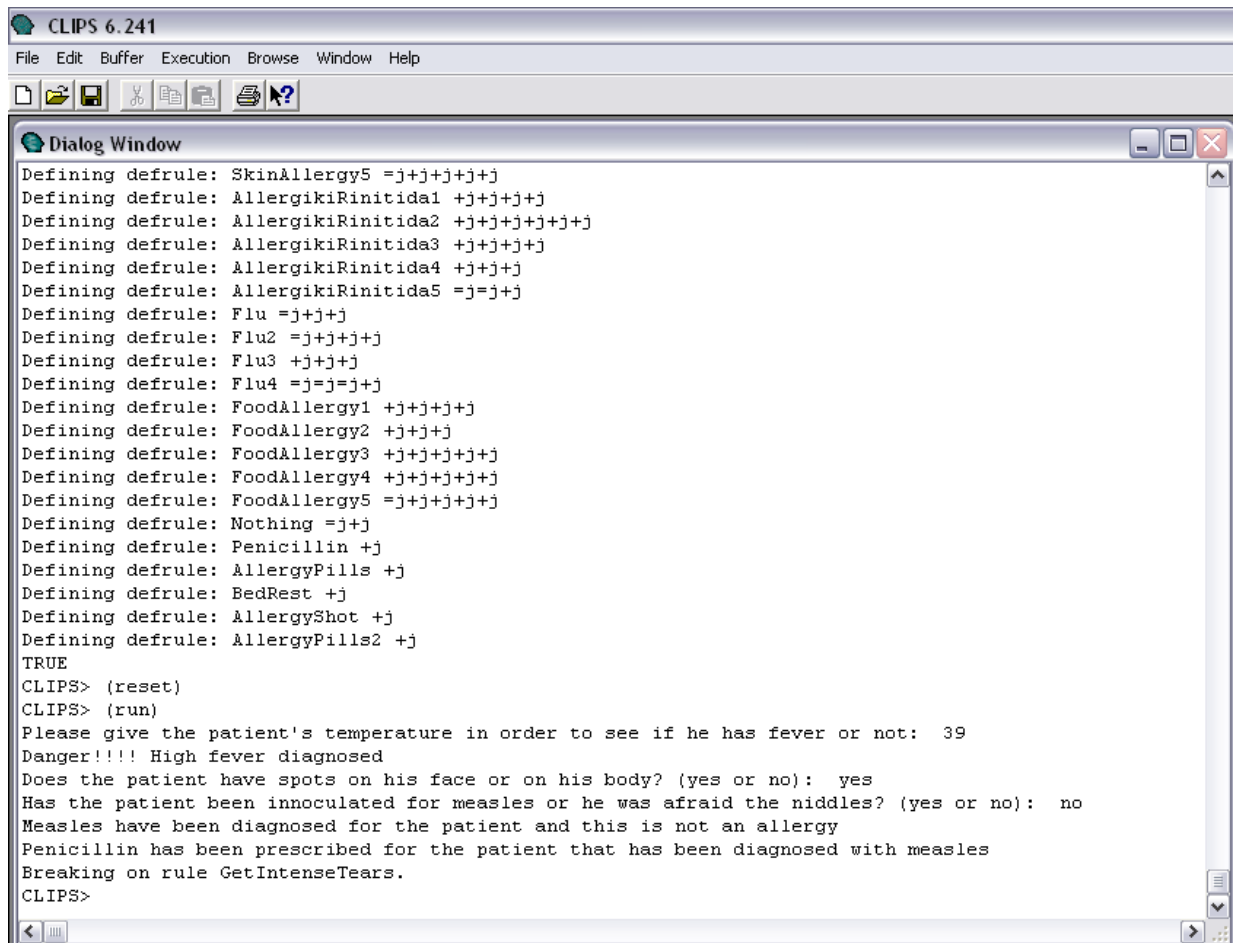 CLIPS 6.241
File Edit Buffer Execution Browse Window Help
Dialog Window
Defining defrule: SkinAllergy5 =j+j+j+j+j
Defining defrule: AllergikiRinitida1 +j+j+j+j
Defining defrule: AllergikiRinitida2 +j+j+j+j+j+j
Defining defrule: AllergikiRinitida3 +j+j+j+j
Defining defrule: AllergikiRinitida4 +j+j+j
Defining defrule: AllergikiRinitida5 =j=j+j
Defining defrule: Flu =j+j+j
Defining defrule: Flu2 =j+j+j+j
Defining defrule: Flu3 +j+j+j
Defining defrule: Flu4 =j=j=j+j
Defining defrule: FoodAllergy1 +j+j+j+j
Defining defrule: FoodAllergy2 +j+j+j
Defining defrule: FoodAllergy3 +j+j+j+j+j
Defining defrule: FoodAllergy4 +j+j+j+j+j
Defining defrule: FoodAllergy5 =j+j+j+j+j
Defining defrule: Nothing =j+j
Defining defrule: Penicillin +j
Defining defrule: AllergyPills +j
Defining defrule: BedRest +j
Defining defrule: AllergyShot +j
Defining defrule: AllergyPills2 +j
TRUE
CLIPS> (reset)
CLIPS> (run)
Please give the patient's temperature in order to see if he has fever or not: 39
Danger!!!! High fever diagnosed
Does the patient have spots on his face or on his body? (yes or no): yes
Has the patient been innoculated for measles or he was afraid the niddles? (yes or no): no
Measles have been diagnosed for the patient and this is not an allergy
Penicillin has been prescribed for the patient that has been diagnosed with measles
Breaking on rule GetIntenseTears.
CLIPS>